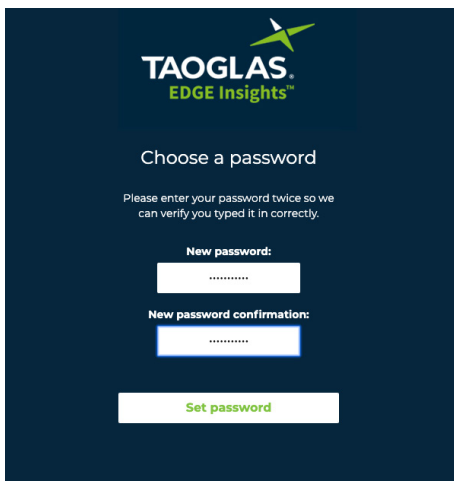 TAOGLAS®
EDGE Insights™
Choose a password
Please enter your password twice so we
can verify you typed it in correctly.
New password:
···········
New password confirmation:
···········
Set password